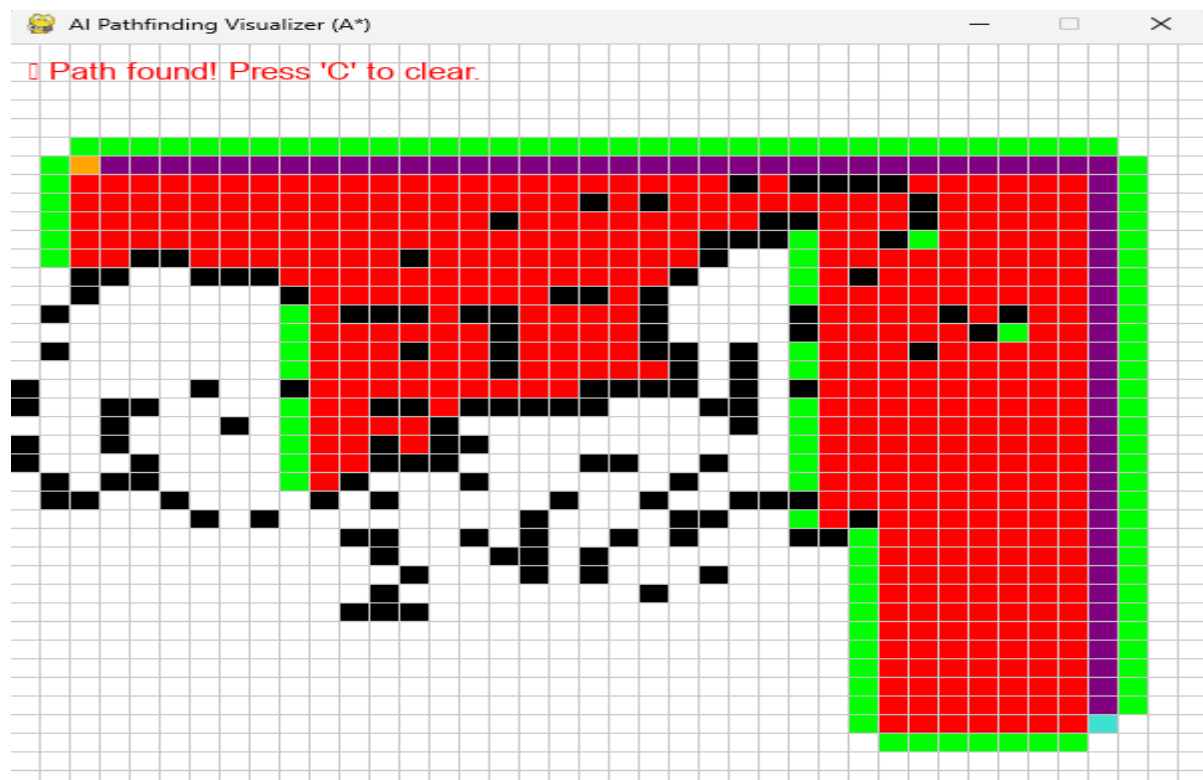 AI Pathfinding Visualizer (A*)
▯ Path found! Press 'C' to clear.